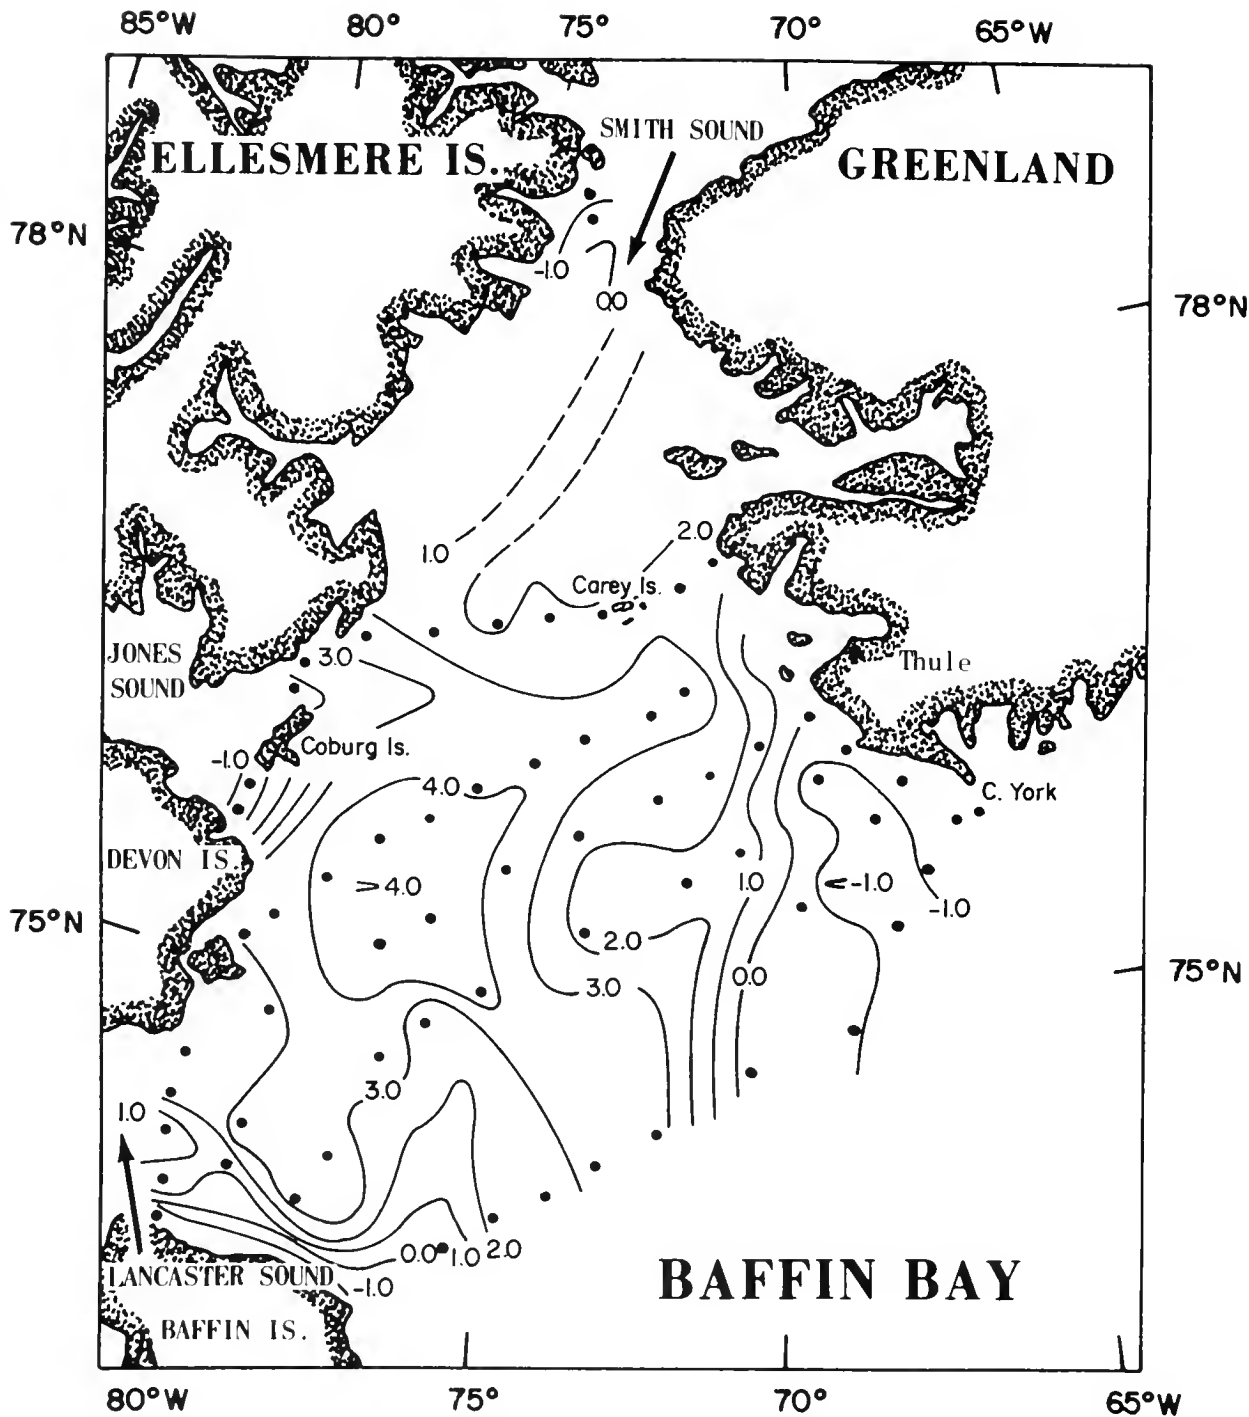 85°W 80° 75° 70° 65°W
SMITH SOUND
ELLESMERE IS.
GREENLAND
78°N
-1.0
0.0
78°N
2.0
1.0
Carey Is.
JONES
SOUND
3.0
Thule
Coburg Is.
-1.0
4.0
C. York
DEVON IS.
>4.0
1.0
<-1.0
-1.0
75°N
2.0
0.0
75°N
3.0
3.0
1.0
0.0 1.0 2.0
LANCASTER SOUND
-1.0
BAFFIN BAY
BAFFIN IS.
80°W 75° 70° 65°W